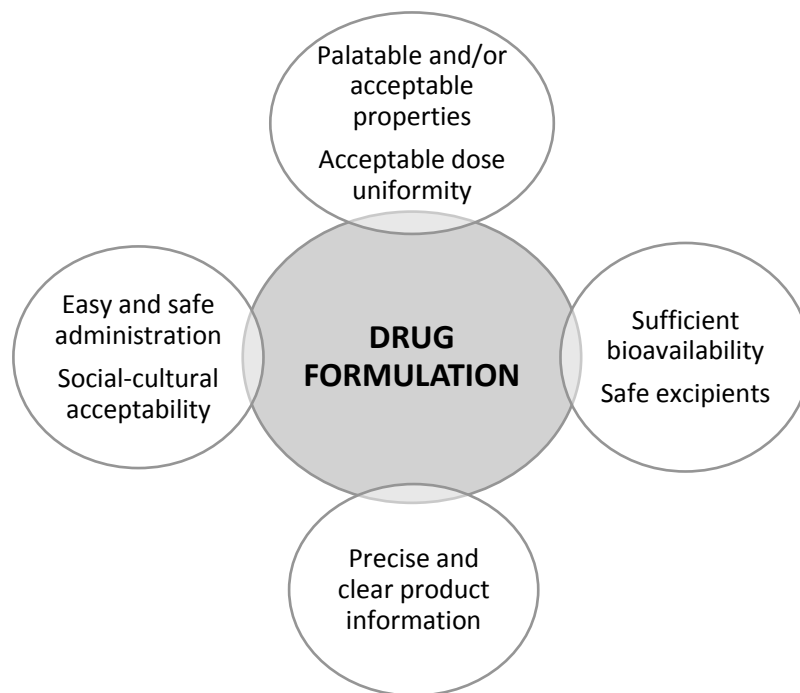 Palatable and/or
acceptable
properties
Acceptable dose
uniformity
Easy and safe
administration
Social-cultural
acceptability
DRUG
FORMULATION
Sufficient
bioavailability
Safe excipients
Precise and
clear product
information